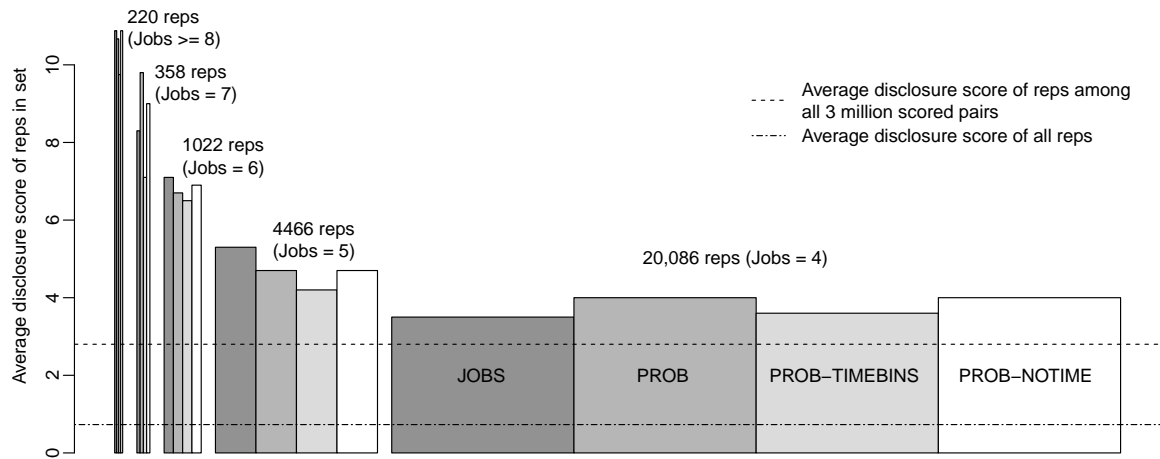 220 reps
(Jobs >= 8)
358 reps
(Jobs = 7)
1022 reps
(Jobs = 6)
4466 reps
(Jobs = 5)
20,086 reps (Jobs = 4)
Average disclosure score of reps among
all 3 million scored pairs
Average disclosure score of all reps
Average disclosure score of reps in set
10
8
6
4
2
0
JOBS
PROB
PROB−TIMEBINS
PROB−NOTIME